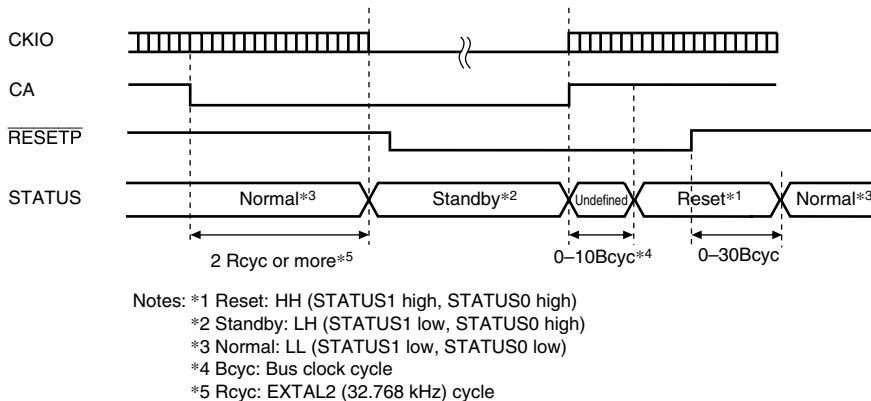 CKIO
CA
RESETP
STATUS
Normal*3
Standby*2
Undefined
Reset*1
Normal*3
2 Rcyc or more*5
0–10Bcyc*4
0–30Bcyc
Notes: *1 Reset: HH (STATUS1 high, STATUS0 high)
*2 Standby: LH (STATUS1 low, STATUS0 high)
*3 Normal: LL (STATUS1 low, STATUS0 low)
*4 Bcyc: Bus clock cycle
*5 Rcyc: EXTAL2 (32.768 kHz) cycle